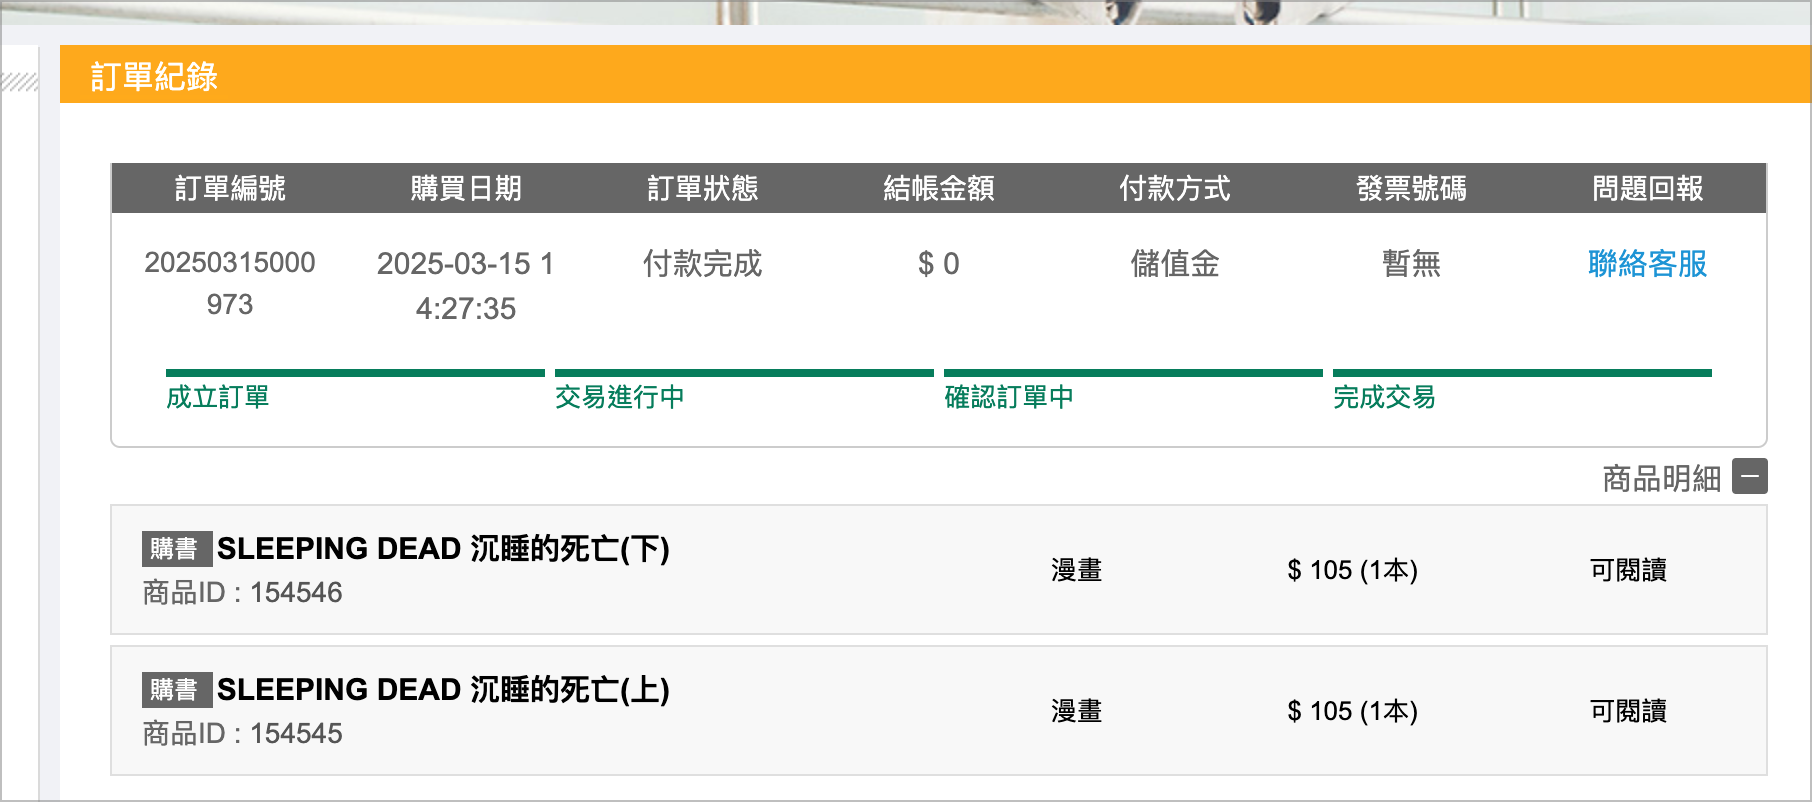 訂單紀錄
訂單編號 購買日期 訂單狀態 結帳金額 付款方式 發票號碼 問題回報
20250315000 2025-03-15 1 付款完成 $ 0 儲值金 暫無 聯絡客服
973 4:27:35
成立訂單 交易進行中 確認訂單中 完成交易
商品明細
購書 SLEEPING DEAD 沉睡的死亡(下) 漫畫 $ 105 (1本) 可閱讀
商品ID : 154546
購書 SLEEPING DEAD 沉睡的死亡(上) 漫畫 $ 105 (1本) 可閱讀
商品ID : 154545